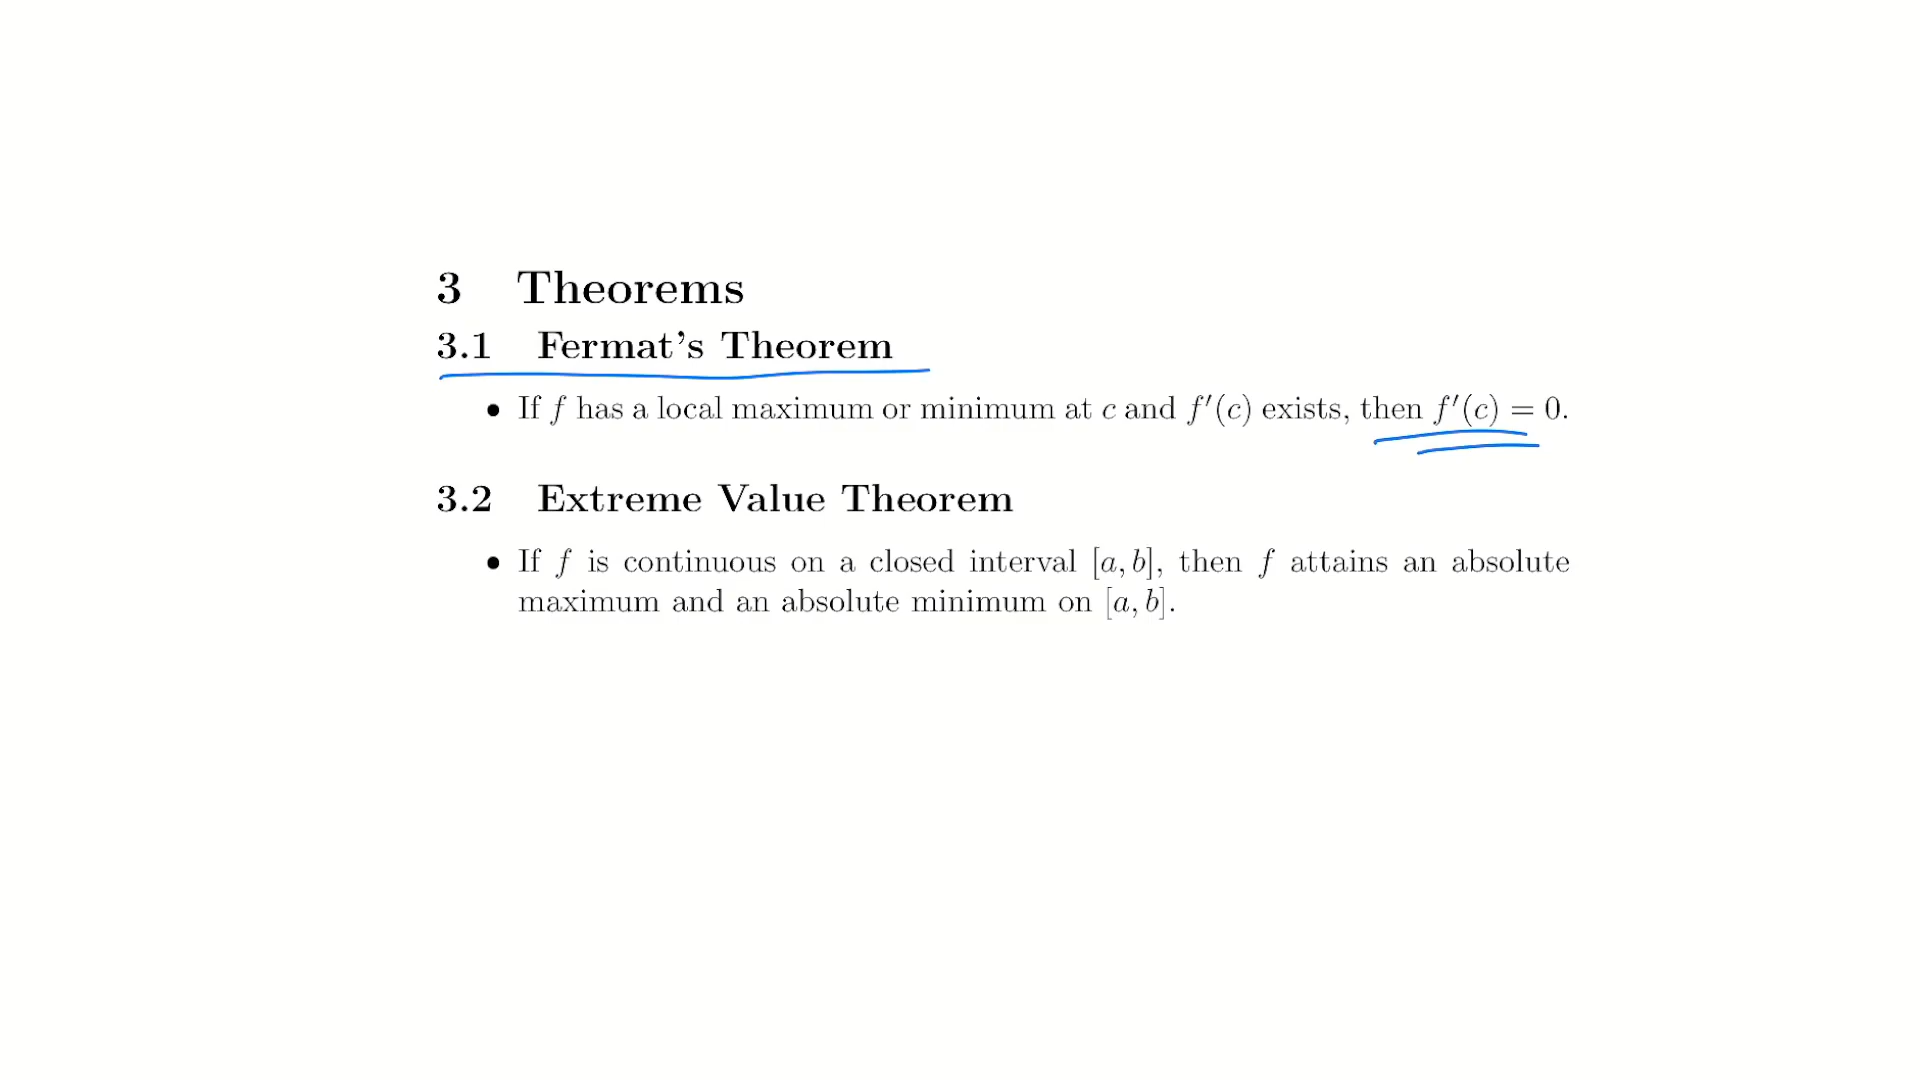 3 Theorems
3.1 Fermat's Theorem
• If f has a local maximum or minimum at c and f′(c) exists, then f′(c) = 0.
3.2 Extreme Value Theorem
• If f is continuous on a closed interval [a, b], then f attains an absolute
maximum and an absolute minimum on [a, b].